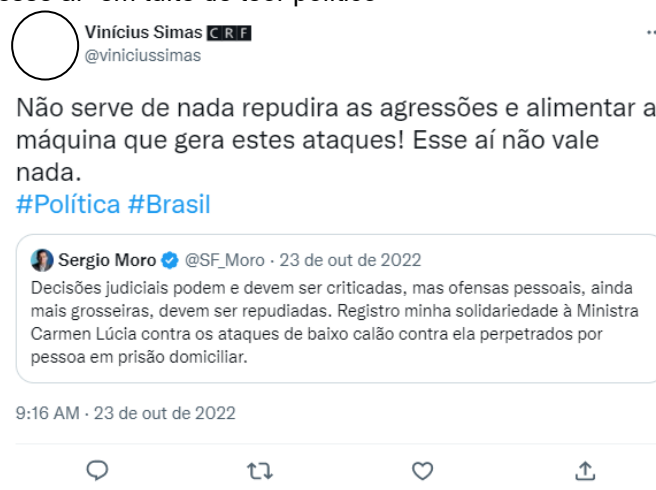 Vinícius Simas CRF
@viniciussimas
Não serve de nada repudira as agressões e alimentar a
máquina que gera estes ataques! Esse aí não vale
nada.
#Política #Brasil
Sergio Moro @SF_Moro · 23 de out de 2022
Decisões judiciais podem e devem ser criticadas, mas ofensas pessoais, ainda
mais grosseiras, devem ser repudiadas. Registro minha solidariedade à Ministra
Carmen Lúcia contra os ataques de baixo calão contra ela perpetrados por
pessoa em prisão domiciliar.
9:16 AM · 23 de out de 2022